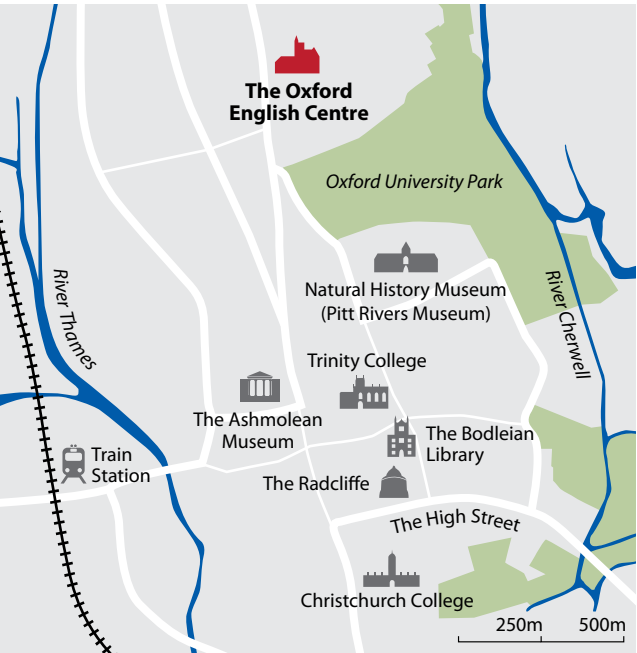 The Oxford
English Centre
Oxford University Park
Natural History Museum
(Pitt Rivers Museum)
River Thames
River Cherwell
Trinity College
The Ashmolean
Museum
The Bodleian
Library
Train
Station
The Radcliffe
The High Street
Christchurch College
250m 500m